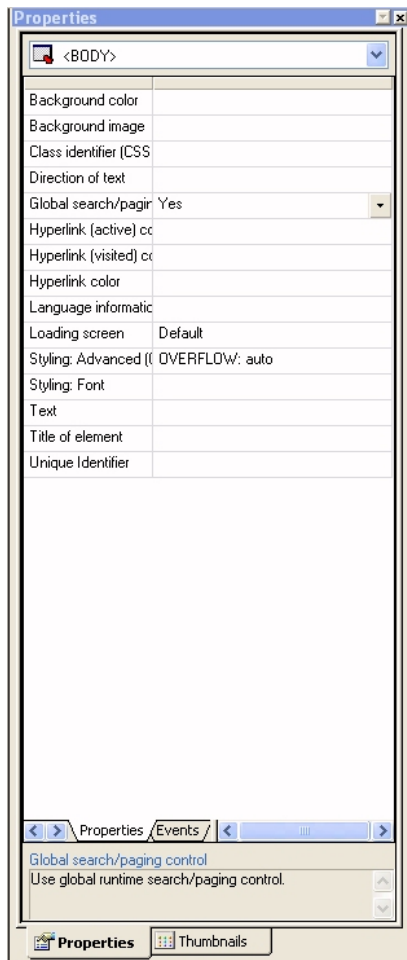 Properties
<BODY>
Background color
Background image
Class identifier (CSS
Direction of text
Global search/pagin Yes
Hyperlink (active) co
Hyperlink (visited) co
Hyperlink color
Language informatic
Loading screen Default
Styling: Advanced (( OVERFLOW: auto
Styling: Font
Text
Title of element
Unique Identifier
Properties Events
Global search/paging control
Use global runtime search/paging control.
Properties Thumbnails